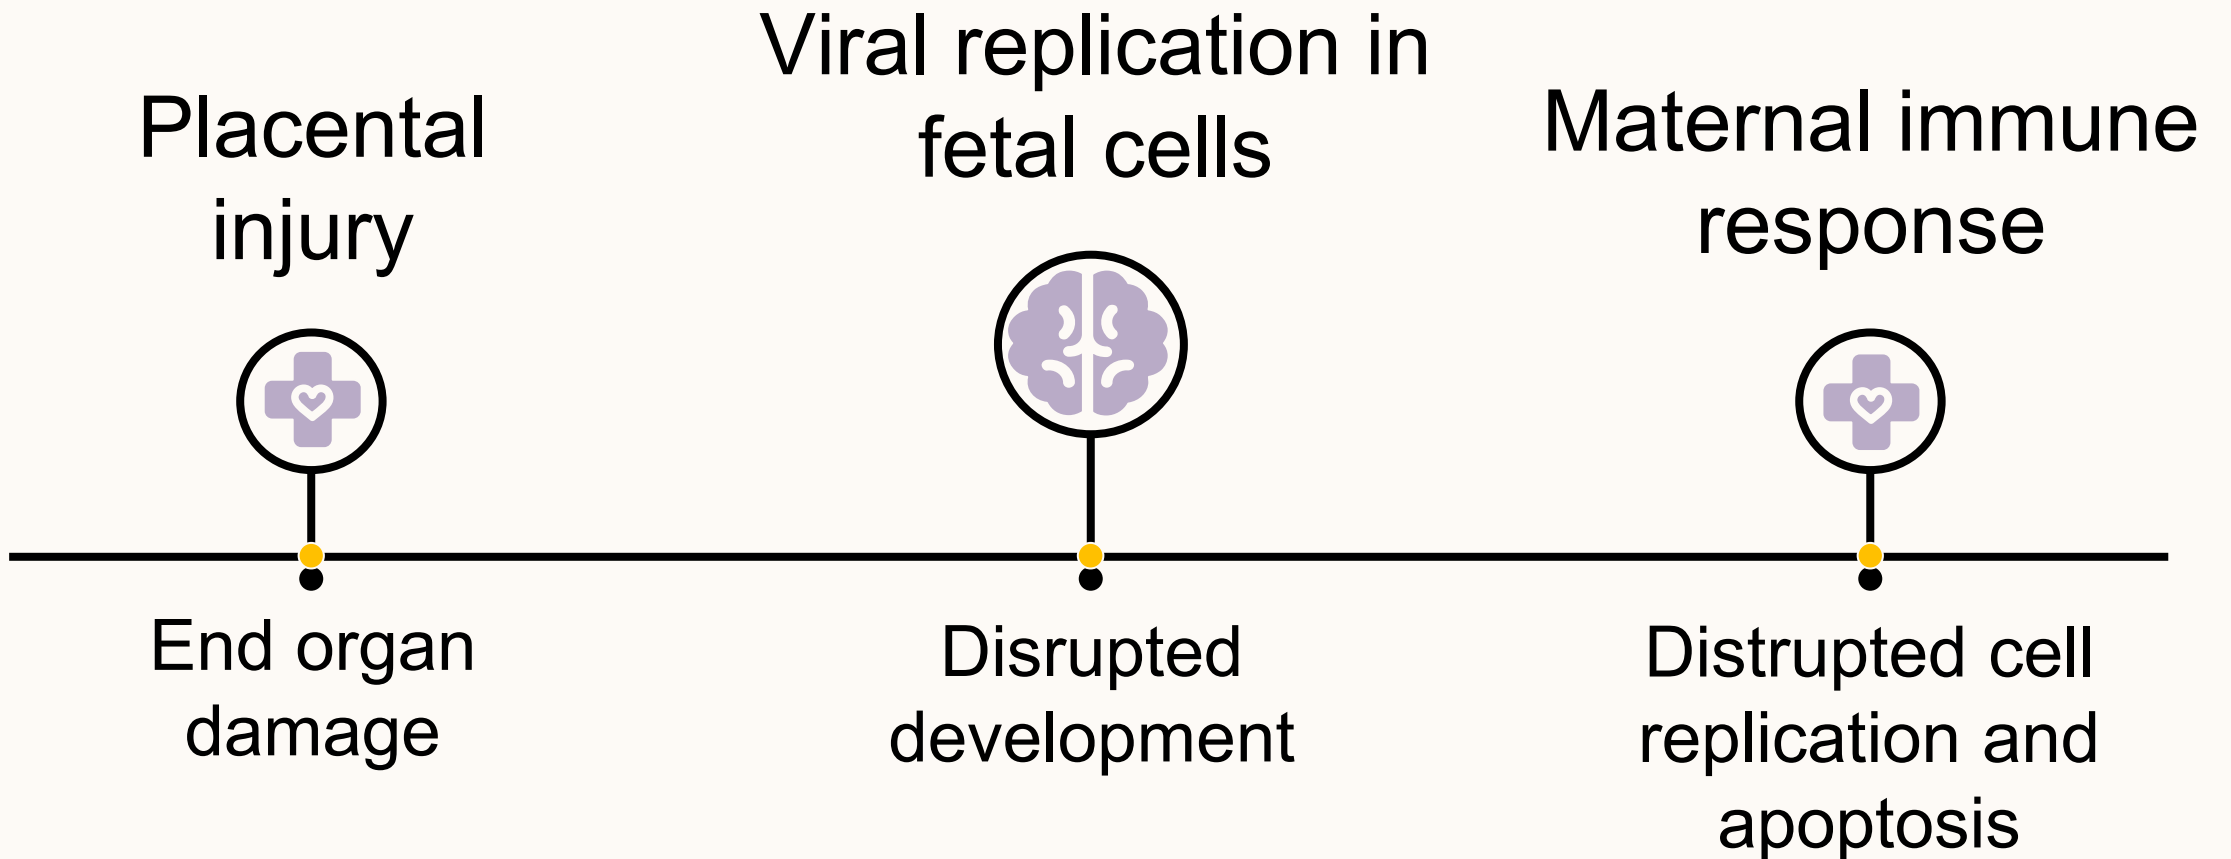 Placental
injury
End organ
damage
Viral replication in
fetal cells
Disrupted
development
Maternal immune
response
Distrupted cell
replication and
apoptosis